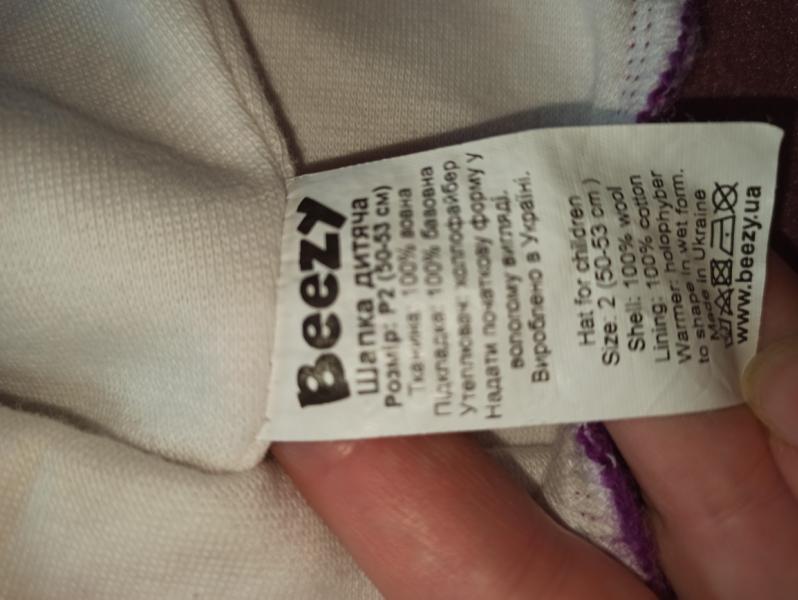 Beezy
Шапка дитяча
Розмір: Р2 (50-53 см)
Тканина: 100% вовна
Підкладка: 100% бавовна
Утеплювач: холлофайбер
Надати початкову форму у
вологому вигляді.
Вироблено в Україні.
Hat for children
Size: 2 (50-53 cm )
Shell: 100% wool
Lining: 100% cotton
Warmer: holophyber
to shape in wet form.
Made in Ukraine
www.beezy.ua